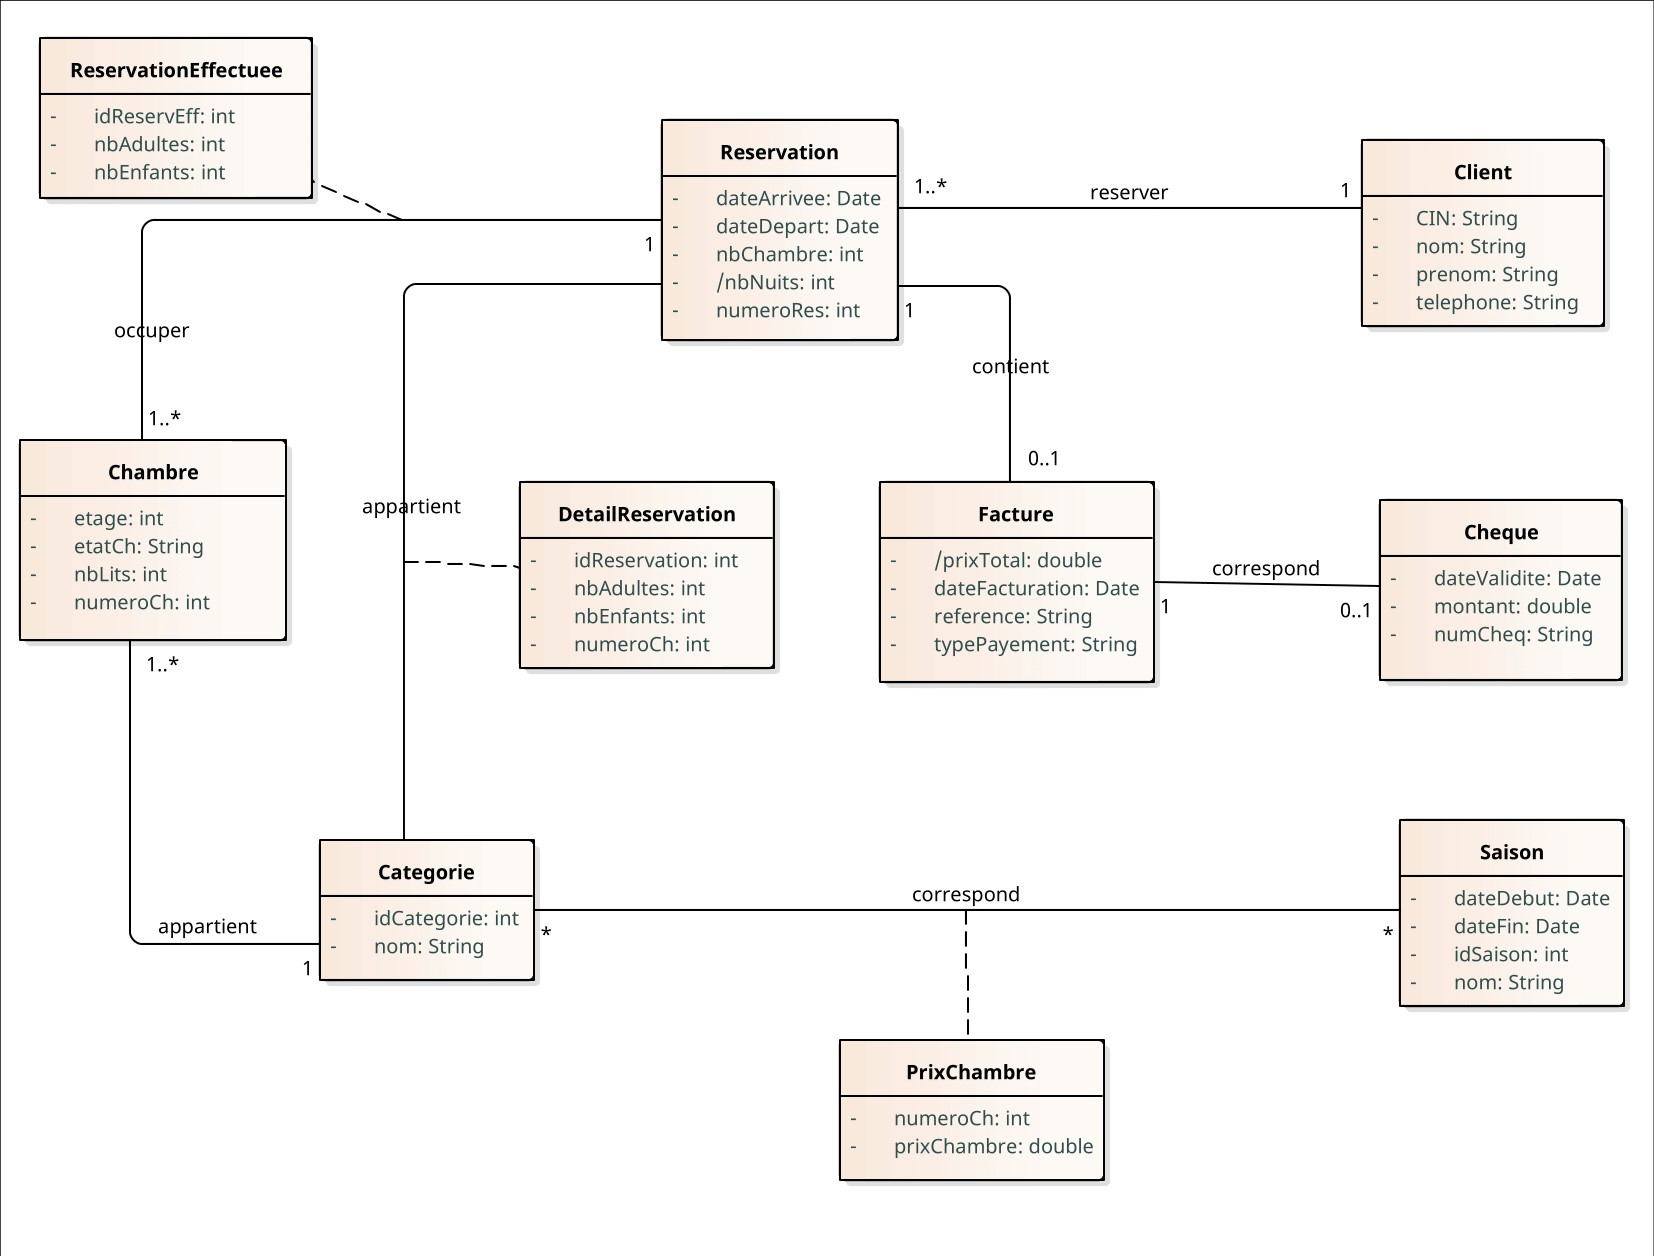 ReservationEffectuee
- idReservEff: int
- nbAdultes: int
- nbEnfants: int
Reservation
- dateArrivee: Date
- dateDepart: Date
- nbChambre: int
- /nbNuits: int
- numeroRes: int
Client
- CIN: String
- nom: String
- prenom: String
- telephone: String
1..*
reserver
1
1
1
occuper
contient
1..*
0..1
Chambre
- etage: int
- etatCh: String
- nbLits: int
- numeroCh: int
appartient
DetailReservation
- idReservation: int
- nbAdultes: int
- nbEnfants: int
- numeroCh: int
Facture
- /prixTotal: double
- dateFacturation: Date
- reference: String
- typePayement: String
correspond
1
0..1
Cheque
- dateValidite: Date
- montant: double
- numCheq: String
1..*
appartient
1
Categorie
- idCategorie: int
- nom: String
*
correspond
*
Saison
- dateDebut: Date
- dateFin: Date
- idSaison: int
- nom: String
PrixChambre
- numeroCh: int
- prixChambre: double